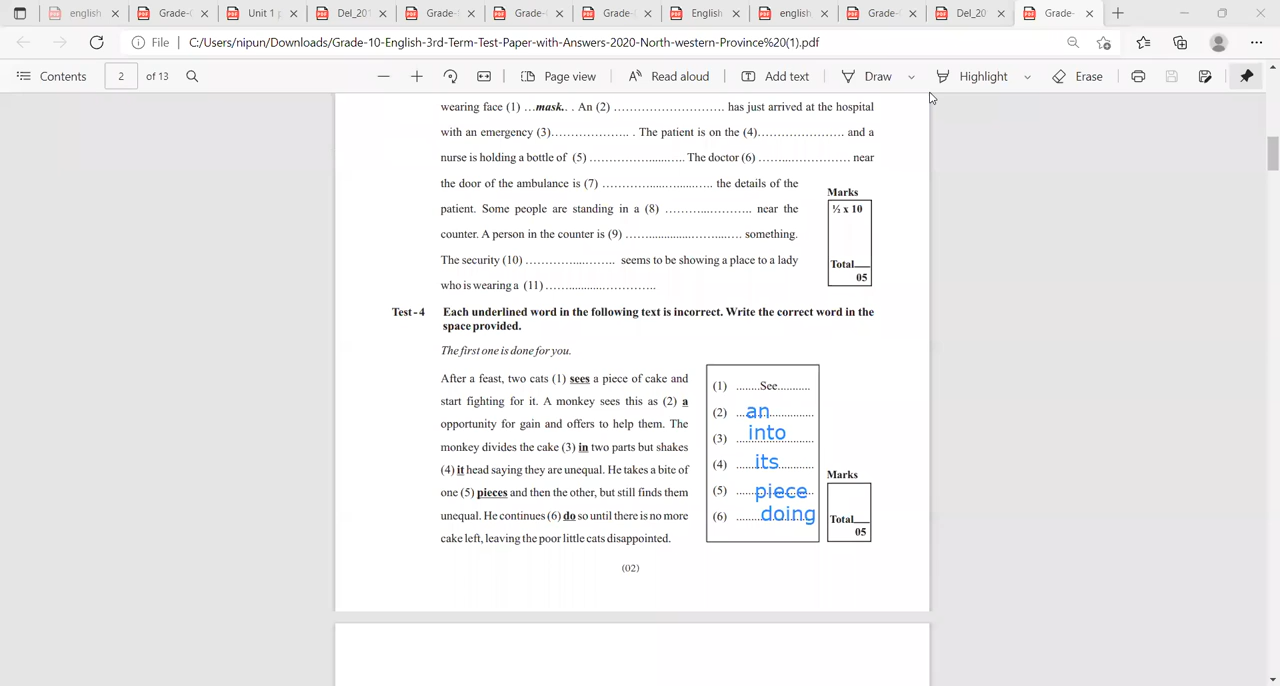 english
Grade-
Unit 1 p
Del_201
Grade-
Grade-
Grade-
English
english
Grade-
Del_20
Grade-
File
C:/Users/nipun/Downloads/Grade-10-English-3rd-Term-Test-Paper-with-Answers-2020-North-western-Province%20(1).pdf
Contents
2
of 13
Page view
Read aloud
Add text
Draw
Highlight
Erase
wearing face (1) ...mask.. . An (2) ............................ has just arrived at the hospital
with an emergency (3).................... . The patient is on the (4)...................... and a
nurse is holding a bottle of (5) ......................... The doctor (6) ........................ near
the door of the ambulance is (7) ............................ the details of the
patient. Some people are standing in a (8) ...................... near the
counter. A person in the counter is (9) .............................. something.
The security (10) ........................ seems to be showing a place to a lady
who is wearing a (11) ............................
Marks
½ x 10
Total
05
Test - 4 Each underlined word in the following text is incorrect. Write the correct word in the
space provided.
The first one is done for you.
After a feast, two cats (1) sees a piece of cake and
start fighting for it. A monkey sees this as (2) a
opportunity for gain and offers to help them. The
monkey divides the cake (3) in two parts but shakes
(4) it head saying they are unequal. He takes a bite of
one (5) pieces and then the other, but still finds them
unequal. He continues (6) do so until there is no more
cake left, leaving the poor little cats disappointed.
(1) ........See...........
(2) an
(3) into
(4) its
(5) piece
(6) doing
Marks
Total
05
(02)